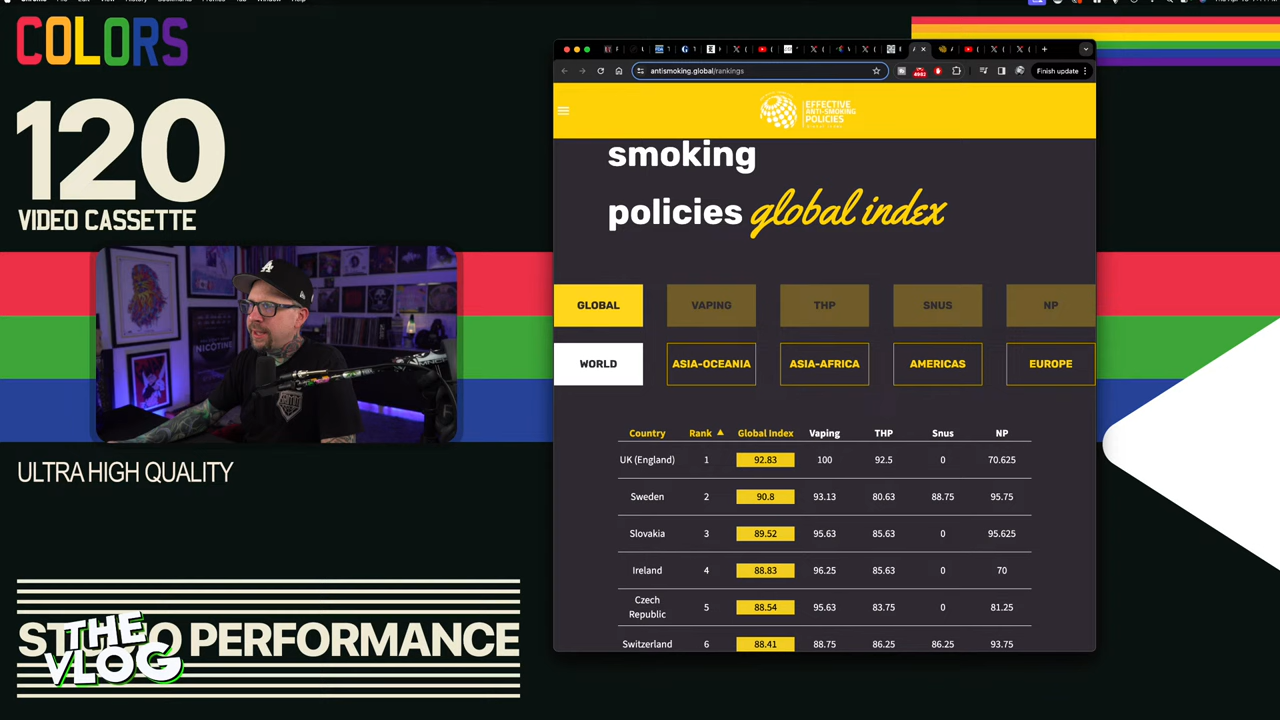 COLORS
120
VIDEO CASSETTE
ULTRA HIGH QUALITY
STUDIO PERFORMANCE
THE
VLOG
NICOTINE
antismoking.global/rankings
Finish update
EFFECTIVE
ANTI-SMOKING
POLICIES
smoking
policies global index
GLOBAL VAPING THP SNUS NP
WORLD ASIA-OCEANIA ASIA-AFRICA AMERICAS EUROPE
Country Rank ▲ Global Index Vaping THP Snus NP
UK (England) 1 92.83 100 92.5 0 70.625
Sweden 2 90.8 93.13 80.63 88.75 95.75
Slovakia 3 89.52 95.63 85.63 0 95.625
Ireland 4 88.83 96.25 85.63 0 70
Czech
Republic 5 88.54 95.63 83.75 0 81.25
Switzerland 6 88.41 88.75 86.25 86.25 93.75